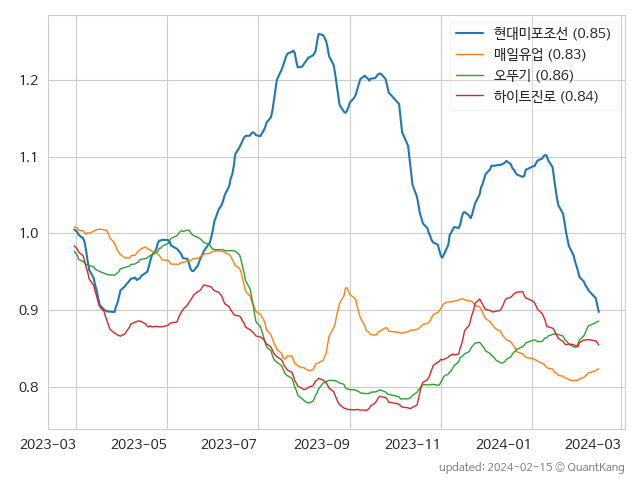 현대미포조선 (0.85)
매일유업 (0.83)
오뚜기 (0.86)
하이트진로 (0.84)
1.2
1.1
1.0
0.9
0.8
2023-03 2023-05 2023-07 2023-09 2023-11 2024-01 2024-03
updated: 2024-02-15 © QuantKang